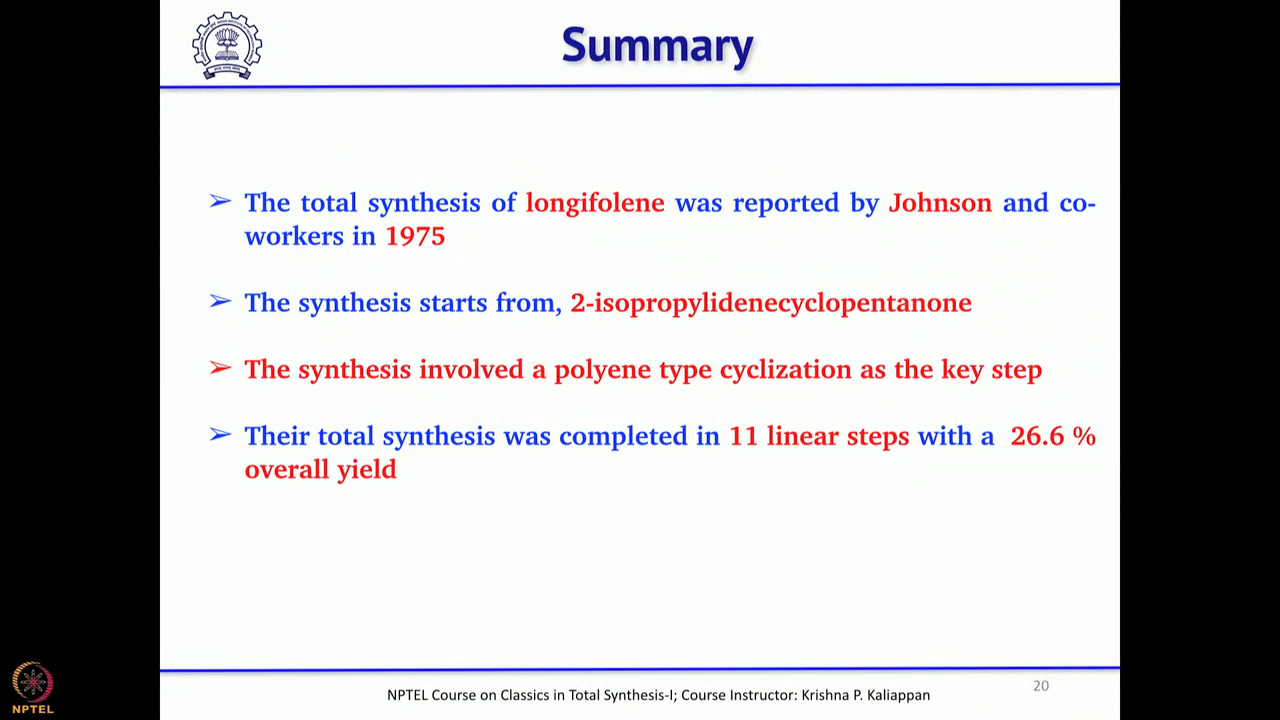 Summary
➢ The total synthesis of longifolene was reported by Johnson and co-
workers in 1975
➢ The synthesis starts from, 2-isopropylidenecyclopentanone
➢ The synthesis involved a polyene type cyclization as the key step
➢ Their total synthesis was completed in 11 linear steps with a 26.6 %
overall yield
20
NPTEL Course on Classics in Total Synthesis-I; Course Instructor: Krishna P. Kaliappan
NPTEL